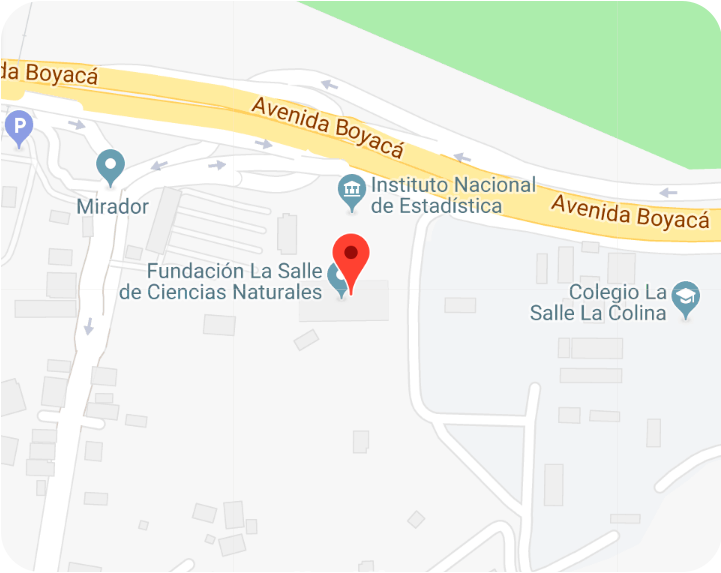 da Boyacá
Avenida Boyacá
P
Mirador
Instituto Nacional
de Estadística
Avenida Boyacá
Fundación La Salle
de Ciencias Naturales
Colegio La
Salle La Colina